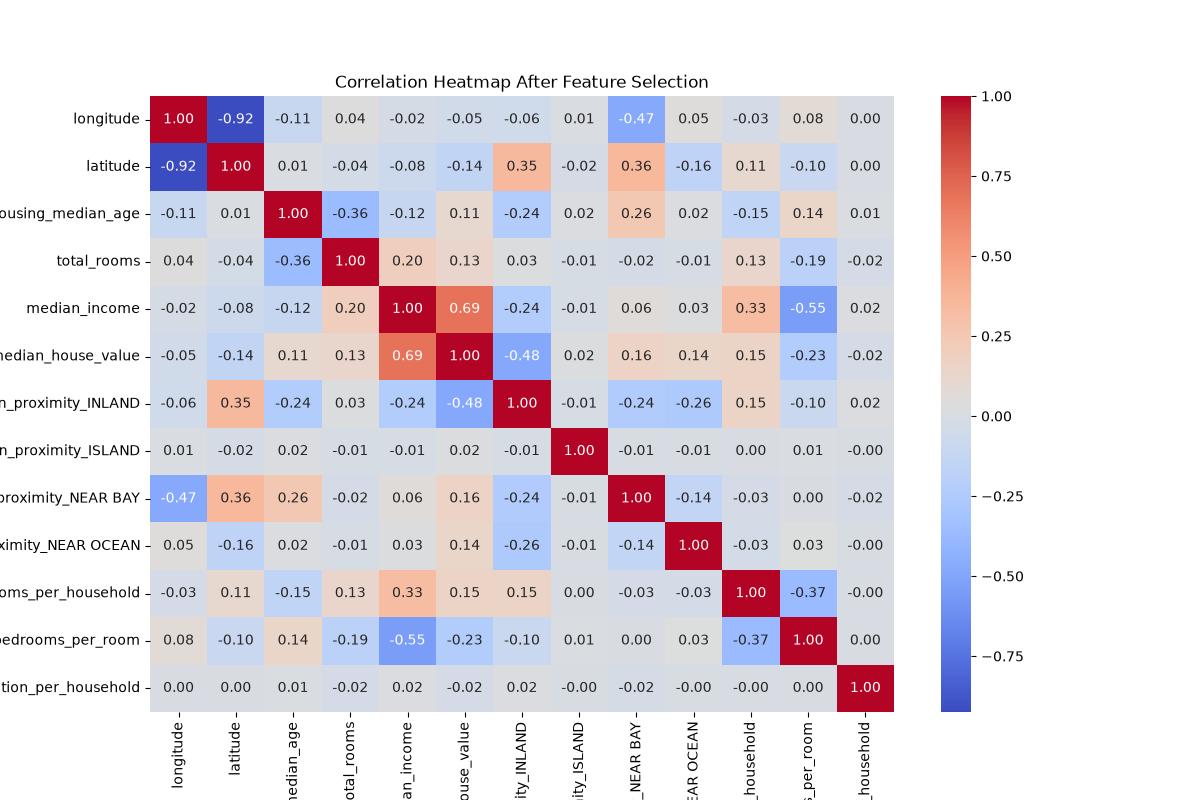 Correlation Heatmap After Feature Selection
longitude 1.00 -0.92 -0.11 0.04 -0.02 -0.05 -0.06 0.01 -0.47 0.05 -0.03 0.08 0.00
latitude -0.92 1.00 0.01 -0.04 -0.08 -0.14 0.35 -0.02 0.36 -0.16 0.11 -0.10 0.00
ousing_median_age -0.11 0.01 1.00 -0.36 -0.12 0.11 -0.24 0.02 0.26 0.02 -0.15 0.14 0.01
total_rooms 0.04 -0.04 -0.36 1.00 0.20 0.13 0.03 -0.01 -0.02 -0.01 0.13 -0.19 -0.02
median_income -0.02 -0.08 -0.12 0.20 1.00 0.69 -0.24 -0.01 0.06 0.03 0.33 -0.55 0.02
median_house_value -0.05 -0.14 0.11 0.13 0.69 1.00 -0.48 0.02 0.16 0.14 0.15 -0.23 -0.02
n_proximity_INLAND -0.06 0.35 -0.24 0.03 -0.24 -0.48 1.00 -0.01 -0.24 -0.26 0.15 -0.10 0.02
n_proximity_ISLAND 0.01 -0.02 0.02 -0.01 -0.01 0.02 -0.01 1.00 -0.01 -0.01 0.00 0.01 -0.00
proximity_NEAR BAY -0.47 0.36 0.26 -0.02 0.06 0.16 -0.24 -0.01 1.00 -0.14 -0.03 0.00 -0.02
ximity_NEAR OCEAN 0.05 -0.16 0.02 -0.01 0.03 0.14 -0.26 -0.01 -0.14 1.00 -0.03 0.03 -0.00
oms_per_household -0.03 0.11 -0.15 0.13 0.33 0.15 0.15 0.00 -0.03 -0.03 1.00 -0.37 -0.00
bedrooms_per_room 0.08 -0.10 0.14 -0.19 -0.55 -0.23 -0.10 0.01 0.00 0.03 -0.37 1.00 0.00
tion_per_household 0.00 0.00 0.01 -0.02 0.02 -0.02 0.02 -0.00 -0.02 -0.00 -0.00 0.00 1.00
longitude
latitude
median_age
otal_rooms
an_income
ouse_value
ity_INLAND
ity_ISLAND
_NEAR BAY
EAR OCEAN
_household
s_per_room
_household
1.00
0.75
0.50
0.25
0.00
−0.25
−0.50
−0.75